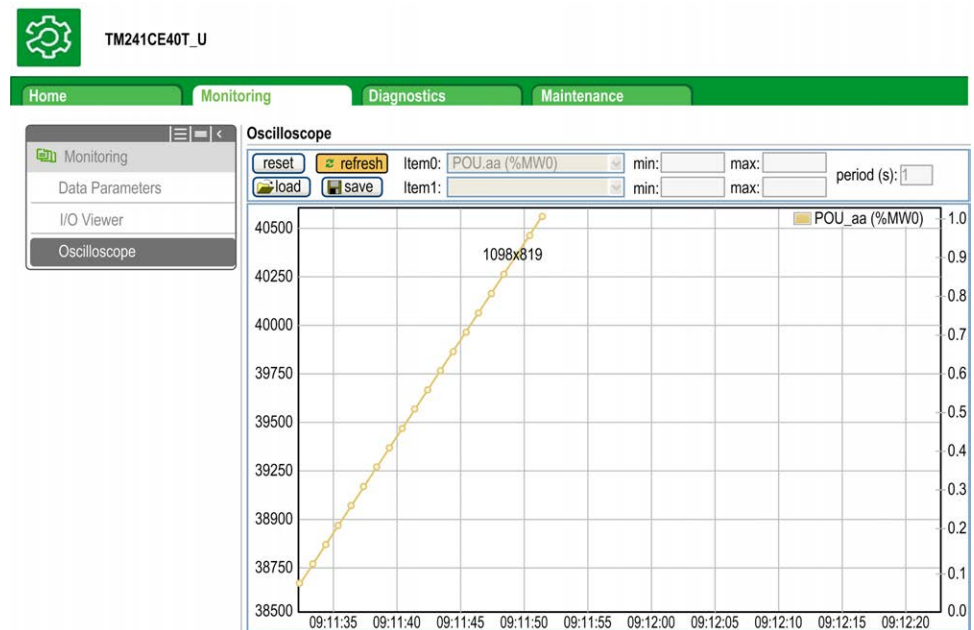 TM241CE40T_U
Home Monitoring Diagnostics Maintenance
Monitoring
Data Parameters
I/O Viewer
Oscilloscope
Oscilloscope
reset refresh Item0: POU.aa (%MW0) min: max: period (s): 1
load save Item1: min: max:
POU_aa (%MW0)
1098x819
40500
40250
40000
39750
39500
39250
38900
38750
38500
1.0
0.9
0.8
0.7
0.6
0.5
0.4
0.3
0.2
0.1
0.0
09:11:35 09:11:40 09:11:45 09:11:50 09:11:55 09:12:00 09:12:05 09:12:10 09:12:15 09:12:20